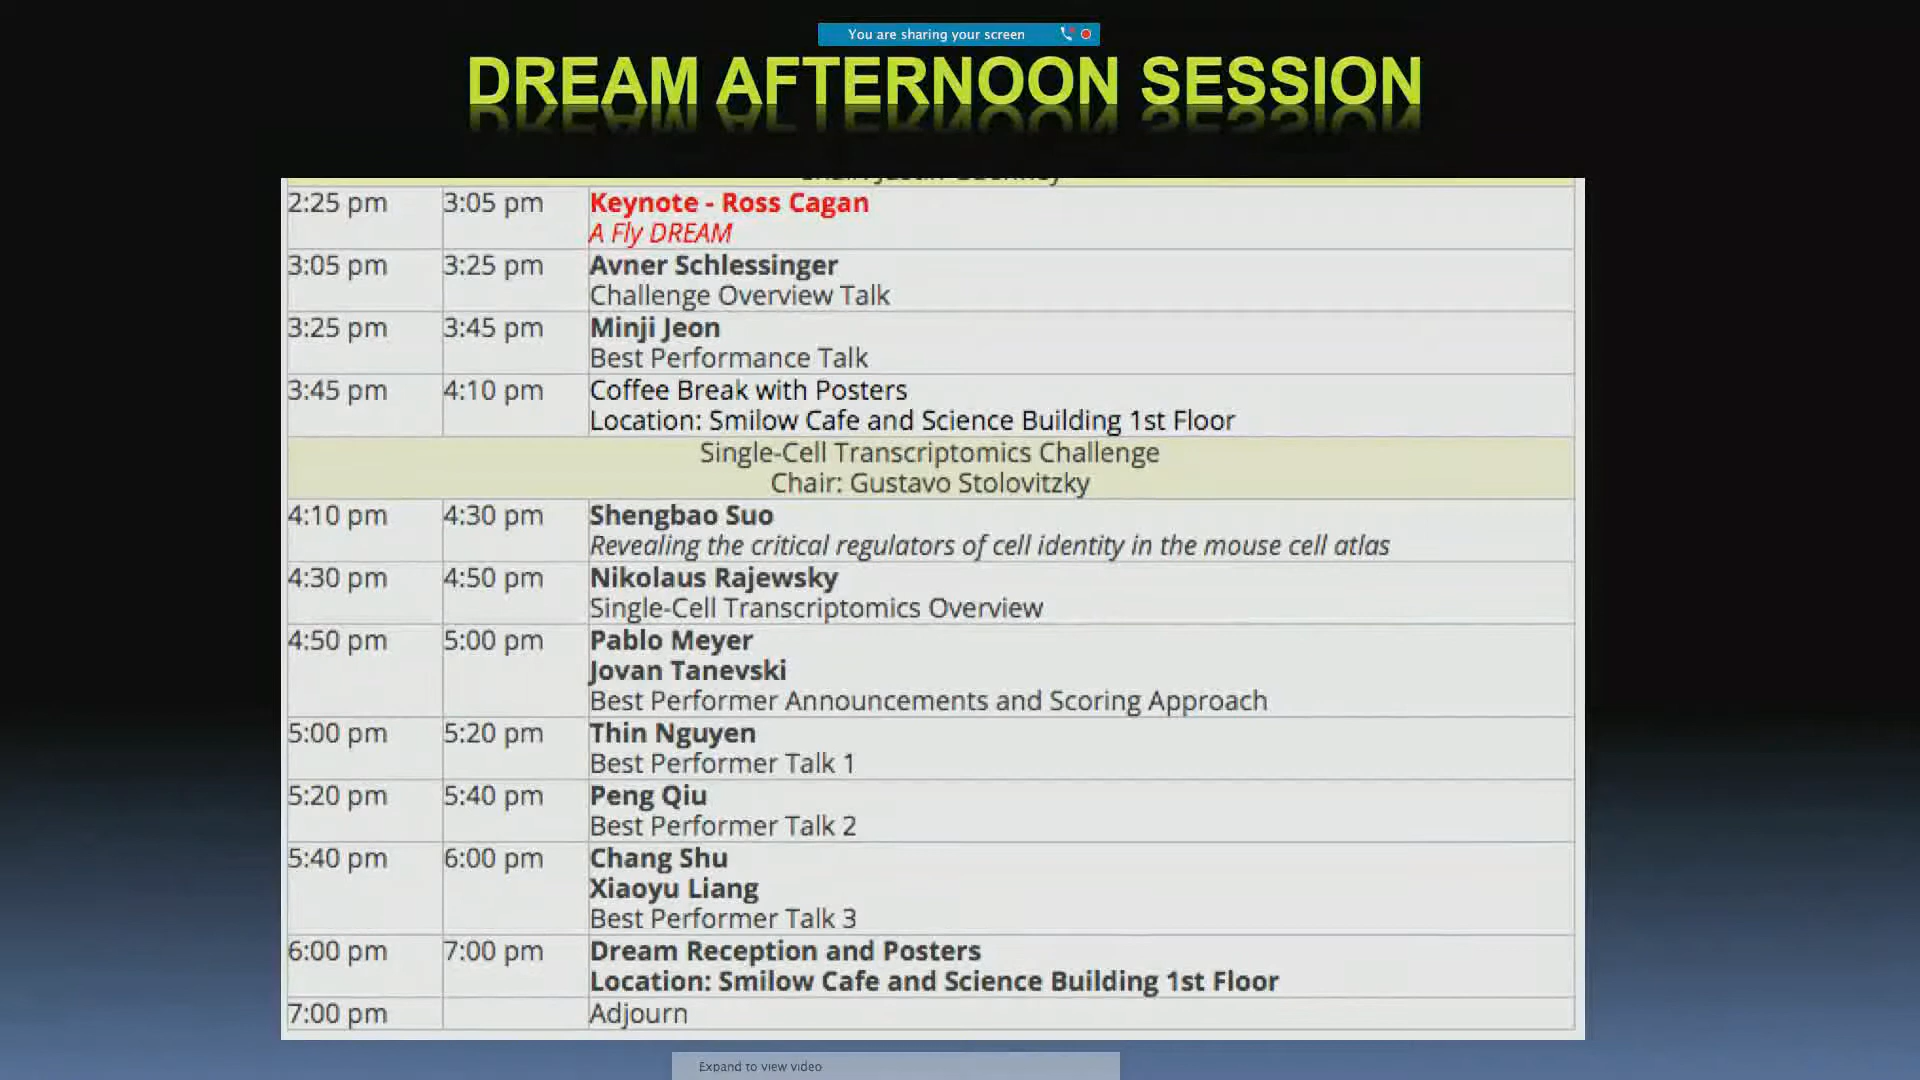 You are sharing your screen
DREAM AFTERNOON SESSION
2:25 pm 3:05 pm Keynote - Ross Cagan
A Fly DREAM
3:05 pm 3:25 pm Avner Schlessinger
Challenge Overview Talk
3:25 pm 3:45 pm Minji Jeon
Best Performance Talk
3:45 pm 4:10 pm Coffee Break with Posters
Location: Smilow Cafe and Science Building 1st Floor
Single-Cell Transcriptomics Challenge
Chair: Gustavo Stolovitzky
4:10 pm 4:30 pm Shengbao Suo
Revealing the critical regulators of cell identity in the mouse cell atlas
4:30 pm 4:50 pm Nikolaus Rajewsky
Single-Cell Transcriptomics Overview
4:50 pm 5:00 pm Pablo Meyer
Jovan Tanevski
Best Performer Announcements and Scoring Approach
5:00 pm 5:20 pm Thin Nguyen
Best Performer Talk 1
5:20 pm 5:40 pm Peng Qiu
Best Performer Talk 2
5:40 pm 6:00 pm Chang Shu
Xiaoyu Liang
Best Performer Talk 3
6:00 pm 7:00 pm Dream Reception and Posters
Location: Smilow Cafe and Science Building 1st Floor
7:00 pm Adjourn
Expand to view video